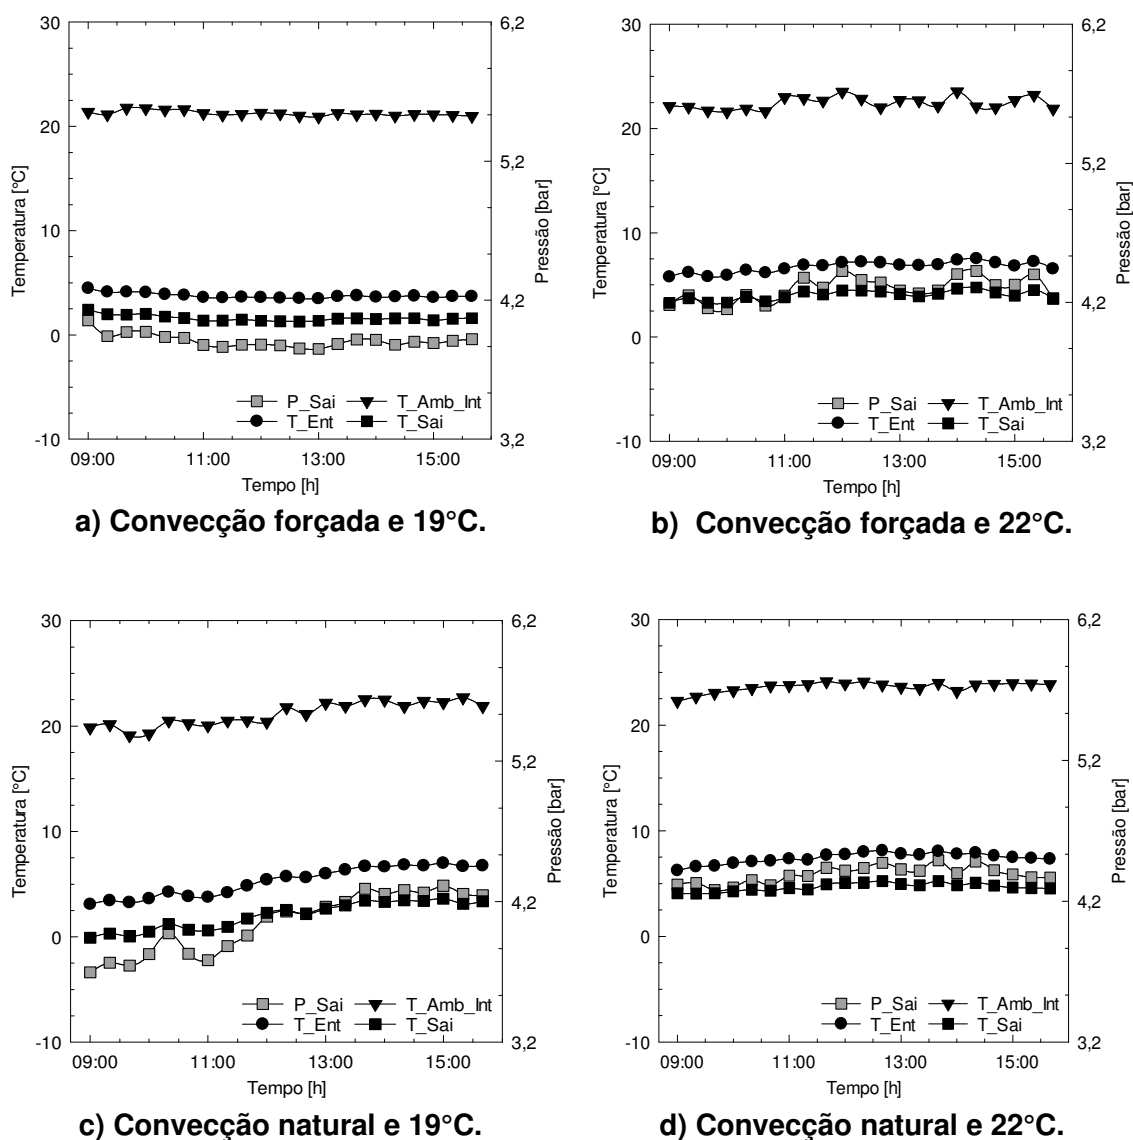 30
20
10
0
-10
6,2
5,2
4,2
3,2
Temperatura [°C]
Pressão [bar]
P_Sai T_Amb_Int
T_Ent T_Sai
09:00 11:00 13:00 15:00
Tempo [h]
a) Convecção forçada e 19°C.
30
20
10
0
-10
6,2
5,2
4,2
3,2
Temperatura [°C]
Pressão [bar]
P_Sai T_Amb_Int
T_Ent T_Sai
09:00 11:00 13:00 15:00
Tempo [h]
b) Convecção forçada e 22°C.
30
20
10
0
-10
6,2
5,2
4,2
3,2
Temperatura [°C]
Pressão [bar]
P_Sai T_Amb_Int
T_Ent T_Sai
09:00 11:00 13:00 15:00
Tempo [h]
c) Convecção natural e 19°C.
30
20
10
0
-10
6,2
5,2
4,2
3,2
Temperatura [°C]
Pressão [bar]
P_Sai T_Amb_Int
T_Ent T_Sai
09:00 11:00 13:00 15:00
Tempo [h]
d) Convecção natural e 22°C.